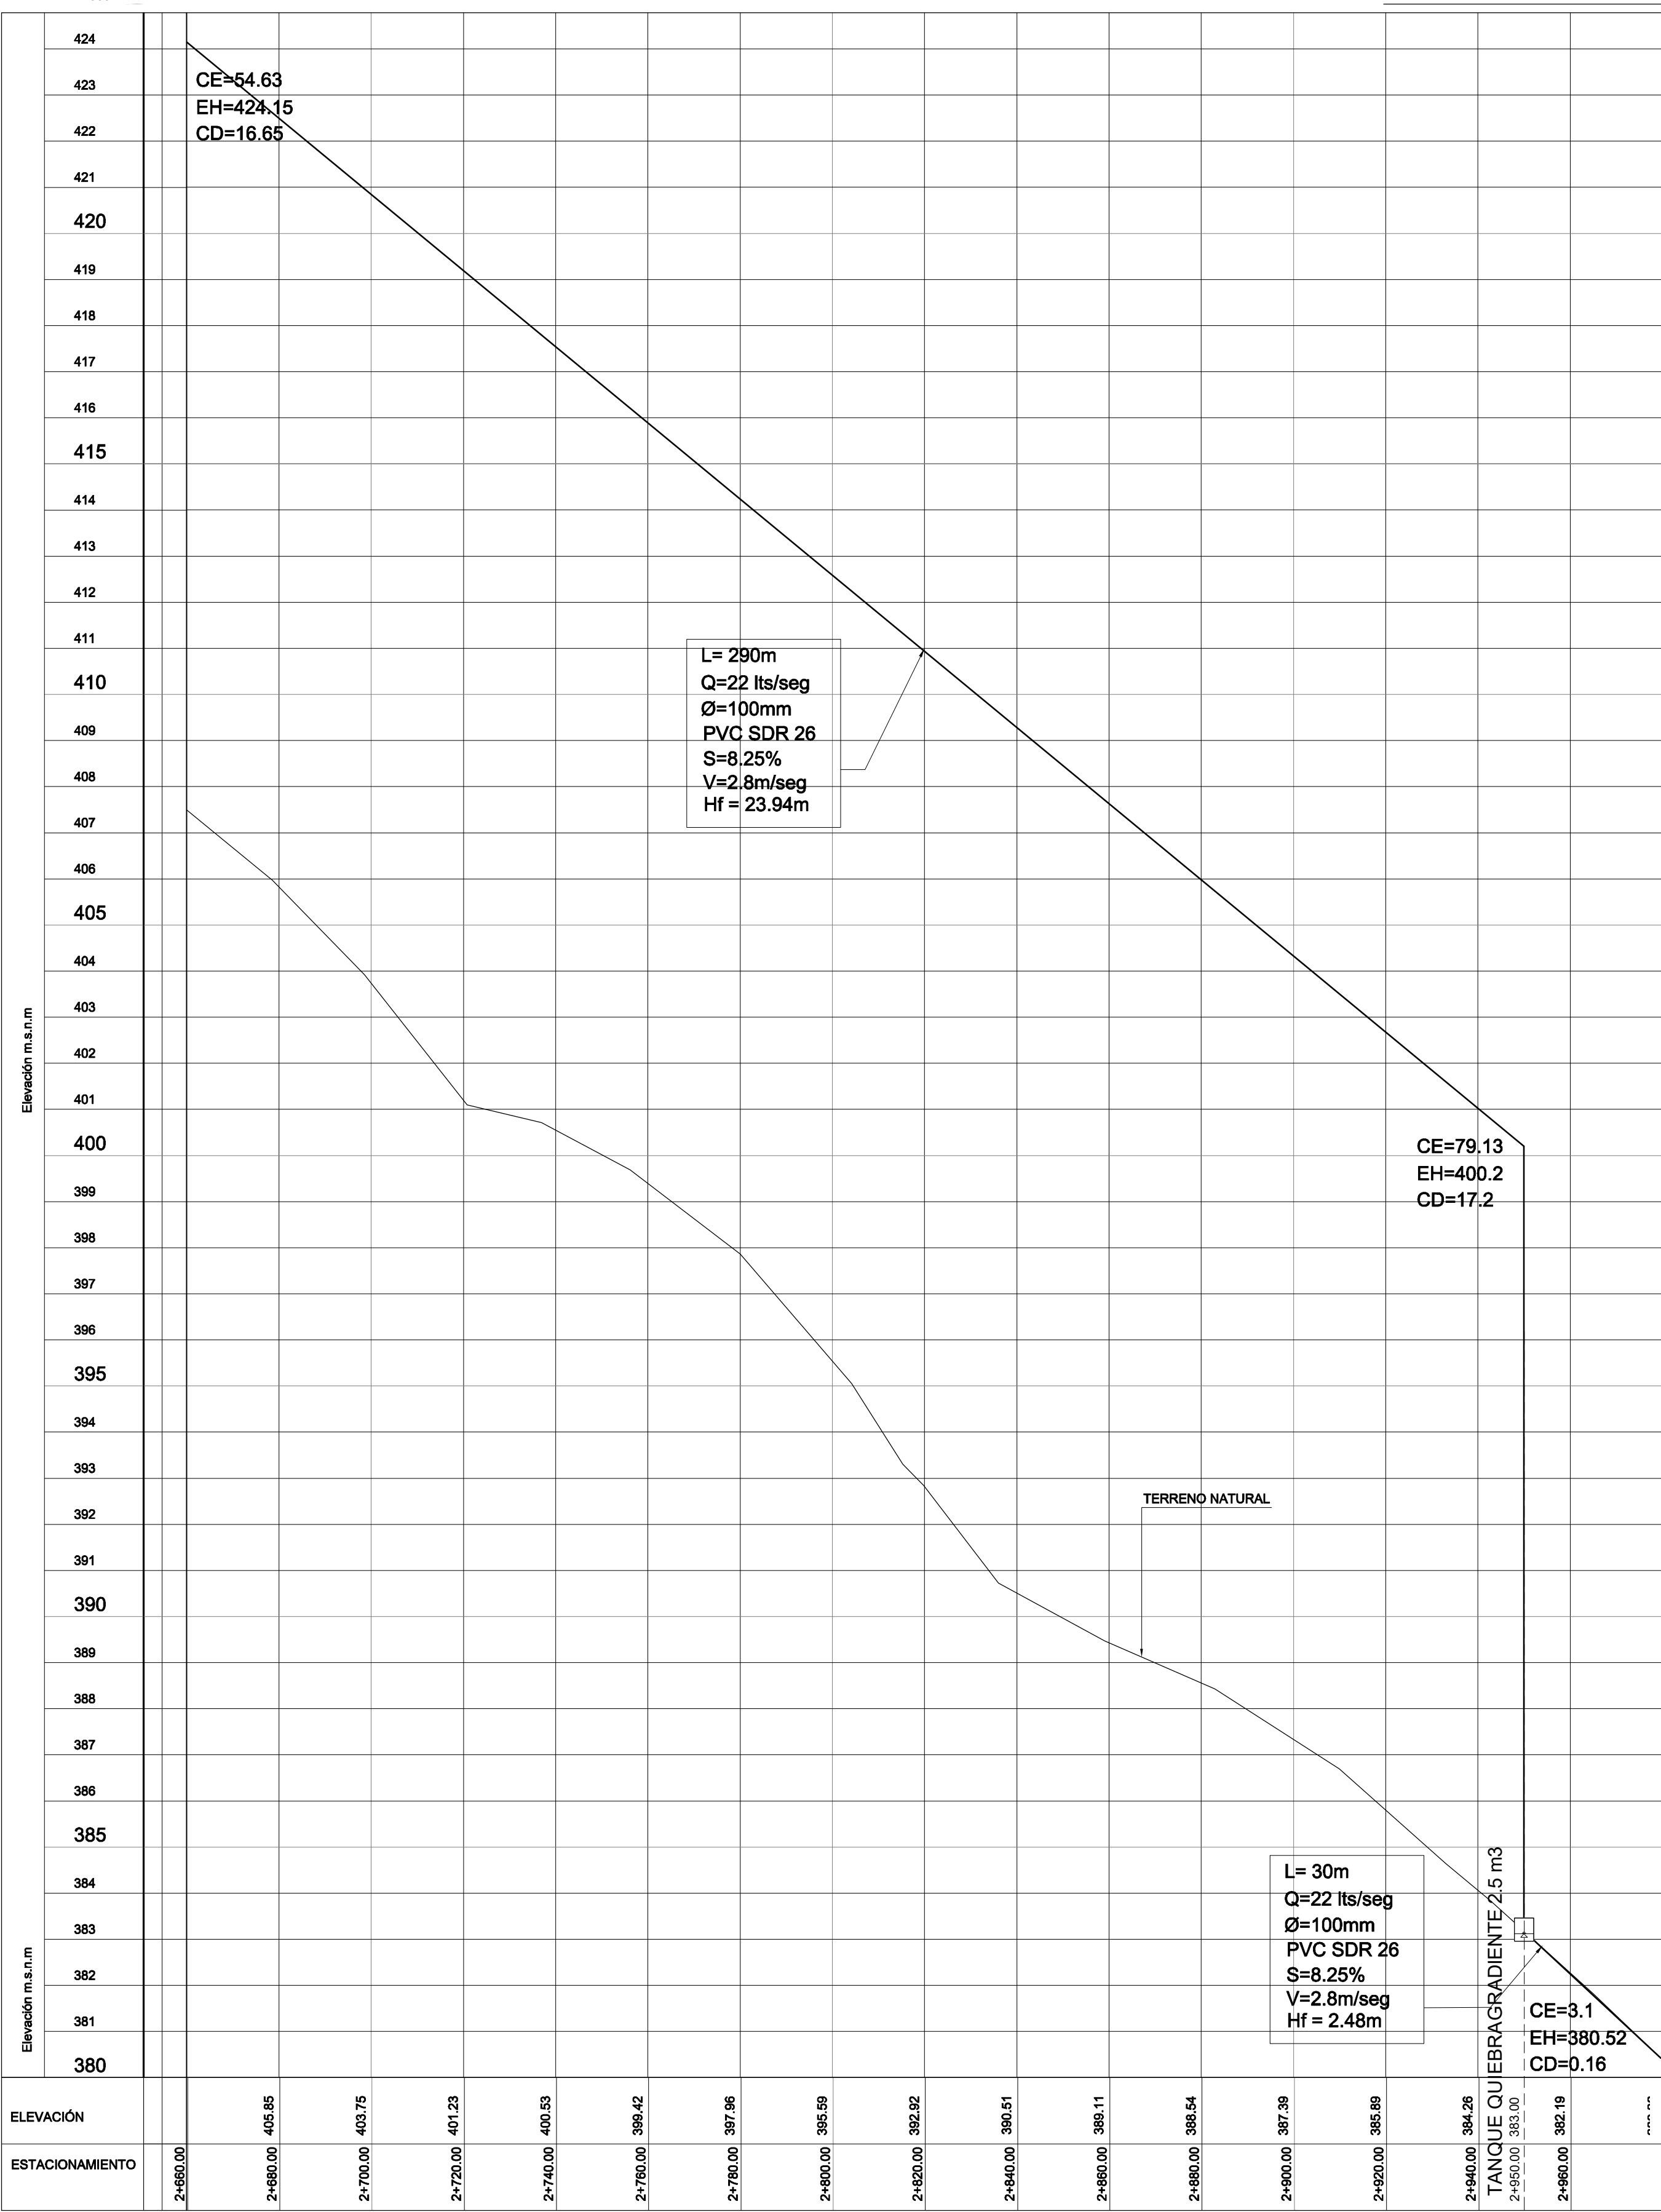 424
CE=54.63
423
EH=424.15
422
CD=16.65
421
420
419
418
417
416
415
414
413
412
411
L= 290m
410
Q=22 lts/seg
Ø=100mm
409
PVC SDR 26
S=8.25%
408
V=2.8m/seg
Hf = 23.94m
407
406
405
404
403
402
401
Elevación m.s.n.m
400
CE=79.13
EH=400.2
399
CD=17.2
398
397
396
395
394
393
TERRENO NATURAL
392
391
390
389
388
387
386
385
L= 30m
384
Q=22 lts/seg
Ø=100mm
383
PVC SDR 26
382
S=8.25%
V=2.8m/seg
Hf = 2.48m
381
CE=3.1
EH=380.52
380
CD=0.16
Elevación m.s.n.m
TANQUE QUIEBRAGRADIENTE 2.5 m3
ELEVACIÓN
405.85
403.75
401.23
400.53
399.42
397.96
395.59
392.92
390.51
389.11
388.54
387.39
385.89
384.26
383.00
382.19
ESTACIONAMIENTO
2+660.00
2+680.00
2+700.00
2+720.00
2+740.00
2+760.00
2+780.00
2+800.00
2+820.00
2+840.00
2+860.00
2+880.00
2+900.00
2+920.00
2+940.00
2+950.00
2+960.00